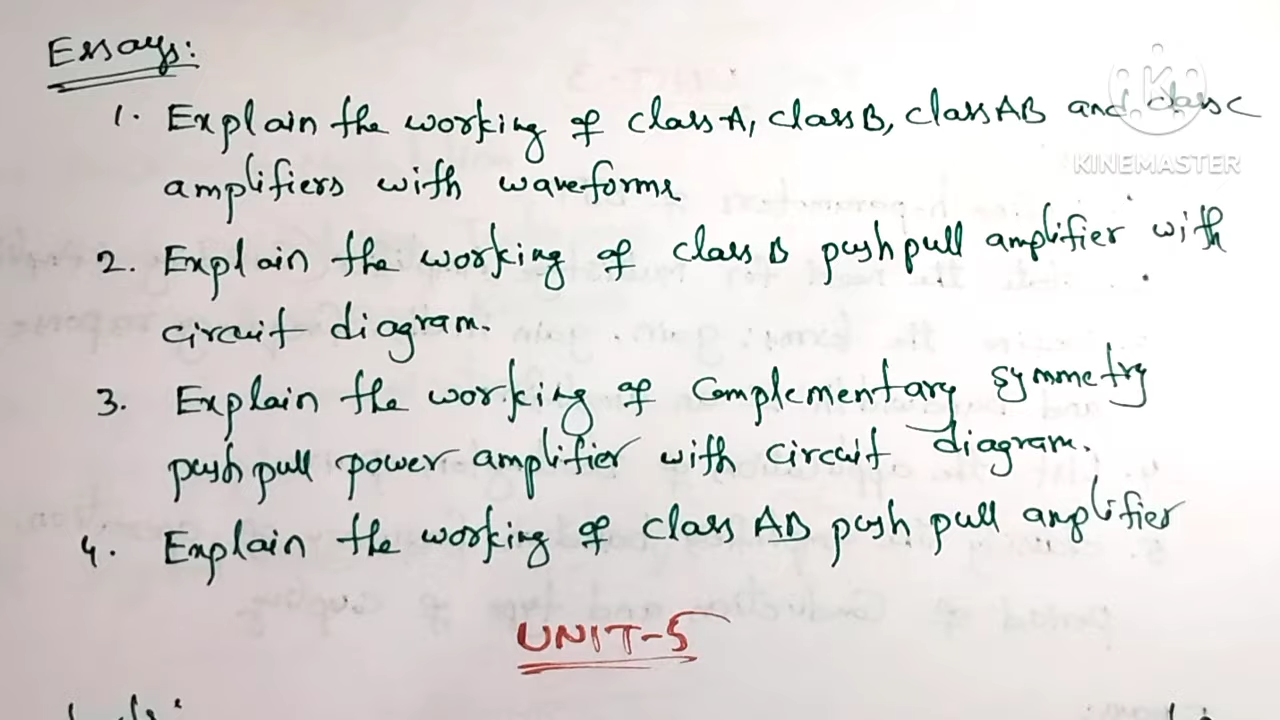 Essays:
1. Explain the working of class A, class B, class AB and class C
amplifiers with waveforms
2. Explain the working of class B push pull amplifier with
circuit diagram.
3. Explain the working of complementary symmetry
push pull power amplifier with circuit diagram.
4. Explain the working of class AB push pull amplifier
UNIT-5
KINEMASTER